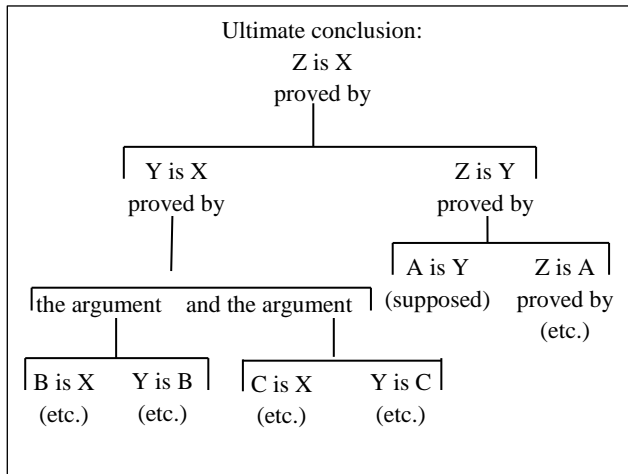 Ultimate conclusion:
Z is X
proved by
Y is X
proved by
Z is Y
proved by
A is Y
(supposed)
Z is A
proved by
(etc.)
the argument and the argument
B is X
(etc.)
Y is B
(etc.)
C is X
(etc.)
Y is C
(etc.)